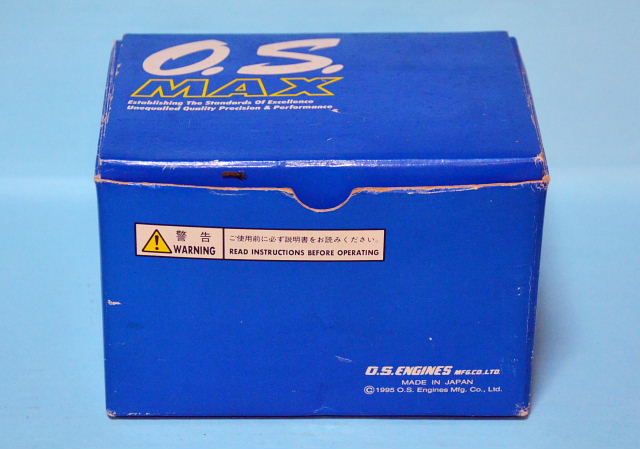 O.S.
MAX
Establishing The Standards Of Excellence
Unequalled Quality Precision & Performance
警告
WARNING
ご使用前に必ず説明書をお読みください。
READ INSTRUCTIONS BEFORE OPERATING
O.S.ENGINES MFG.CO.,LTD.
MADE IN JAPAN
©1995 O.S. Engines Mfg. Co., Ltd.